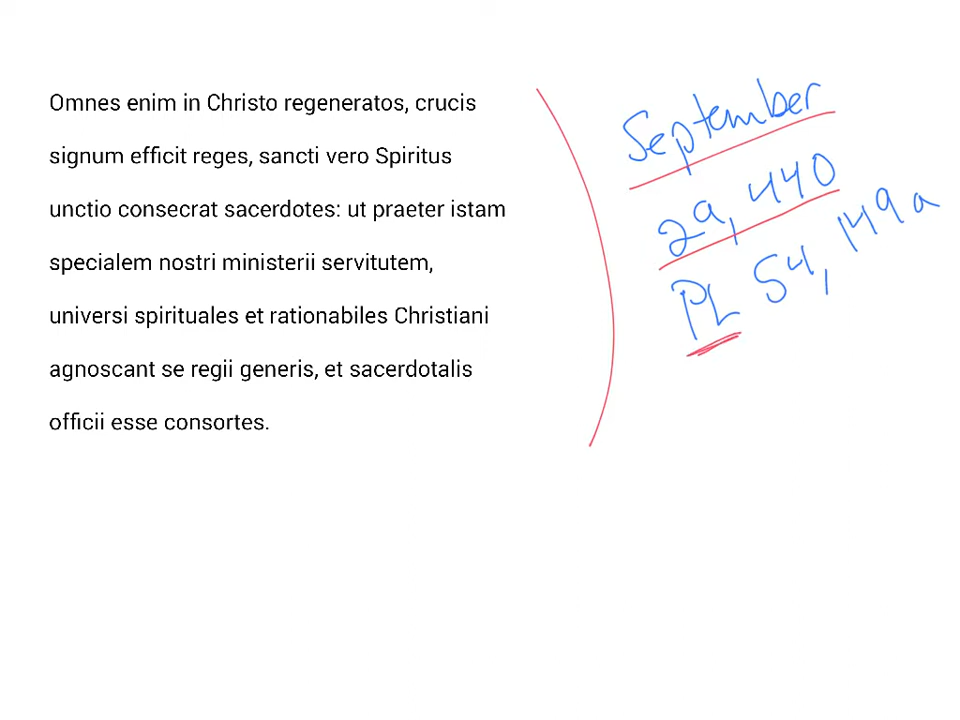 Omnes enim in Christo regeneratos, crucis
signum efficit reges, sancti vero Spiritus
unctio consecrat sacerdotes: ut praeter istam
specialem nostri ministerii servitutem,
universi spirituales et rationabiles Christiani
agnoscant se regii generis, et sacerdotalis
officii esse consortes.
September
29, 440
PL 54, 149a